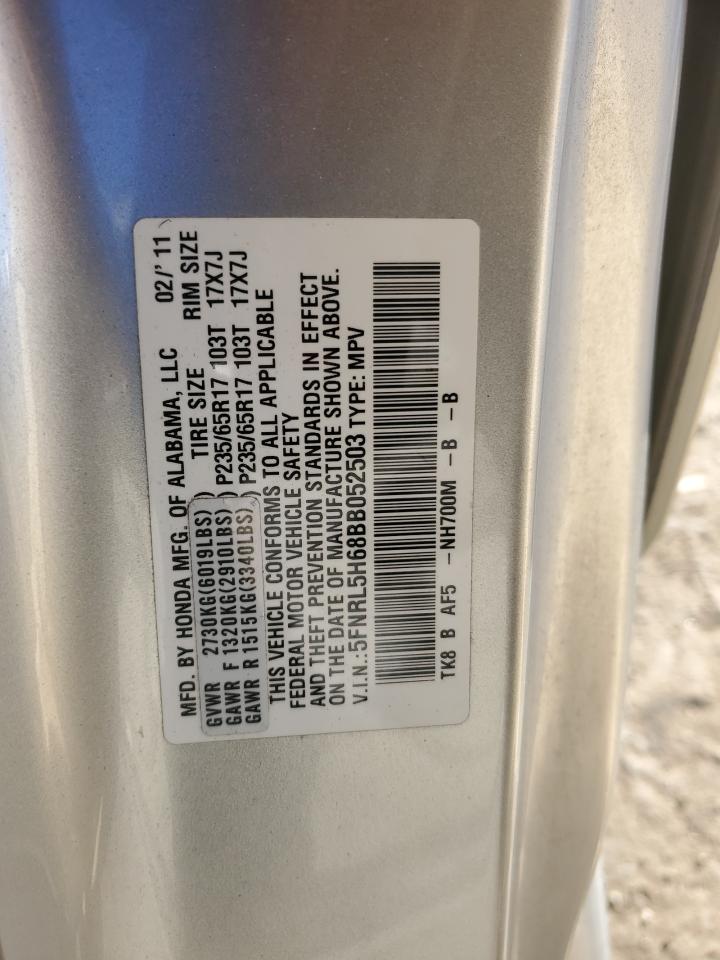 MFD. BY HONDA MFG. OF ALABAMA, LLC 02/' 11
TIRE SIZE RIM SIZE
GVWR 2730KG(6019LBS)
GAWR F 1320KG(2910LBS) P235/65R17 103T 17X7J
GAWR R 1515KG(3340LBS) P235/65R17 103T 17X7J
THIS VEHICLE CONFORMS TO ALL APPLICABLE
FEDERAL MOTOR VEHICLE SAFETY
AND THEFT PREVENTION STANDARDS IN EFFECT
ON THE DATE OF MANUFACTURE SHOWN ABOVE.
V.I.N.:5FNRL5H68BB052503 TYPE: MPV
TK8 B AF5 -NH700M -B -B